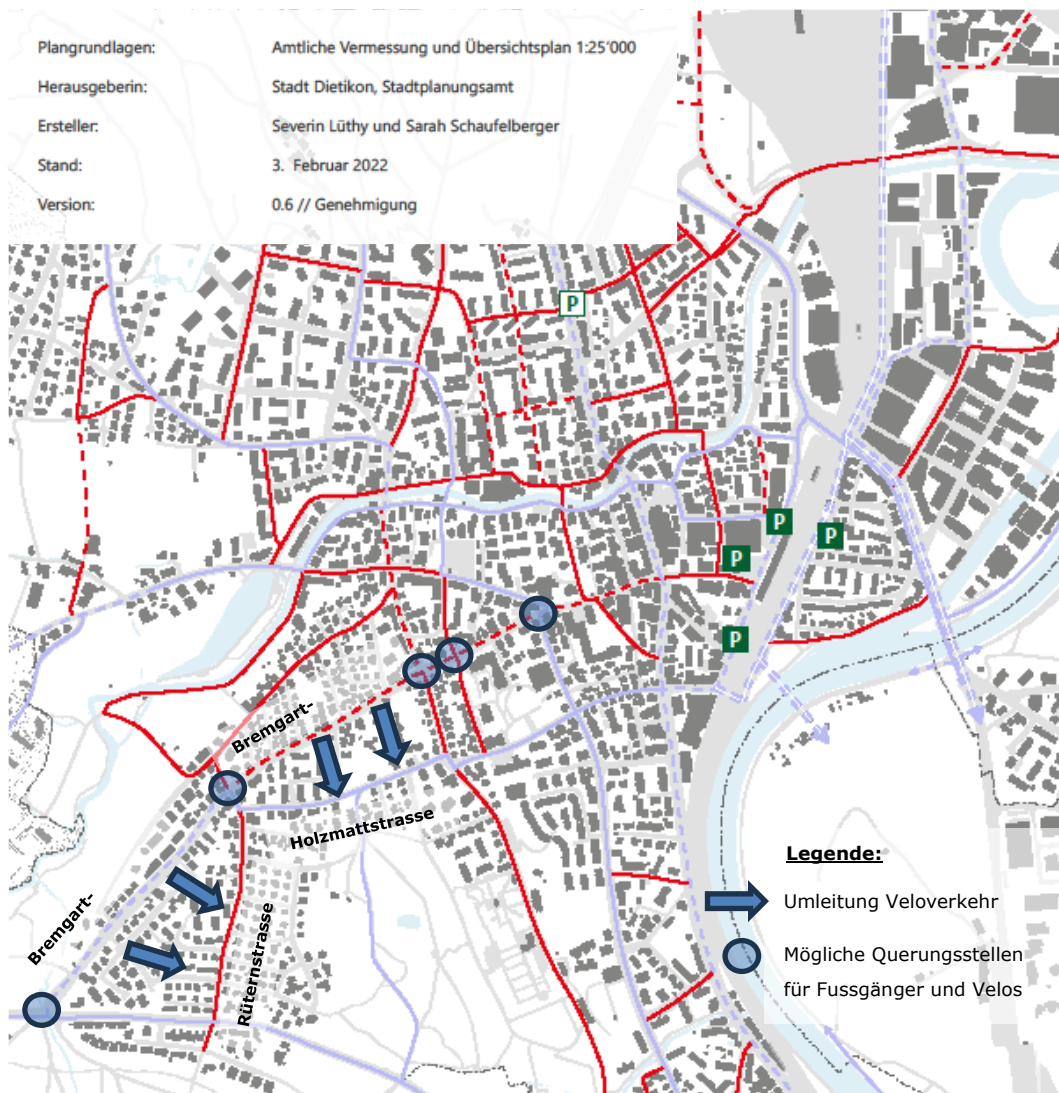 Plangrundlagen: Amtliche Vermessung und Übersichtsplan 1:25'000
Herausgeberin: Stadt Dietikon, Stadtplanungsamt
Ersteller: Severin Lüthy und Sarah Schaufelberger
Stand: 3. Februar 2022
Version: 0.6 // Genehmigung
P
P
P
P
P
Bremgart-
Holzmattstrasse
Bremgart-
Rüternstrasse
Legende:
Umleitung Veloverkehr
Mögliche Querungsstellen
für Fussgänger und Velos